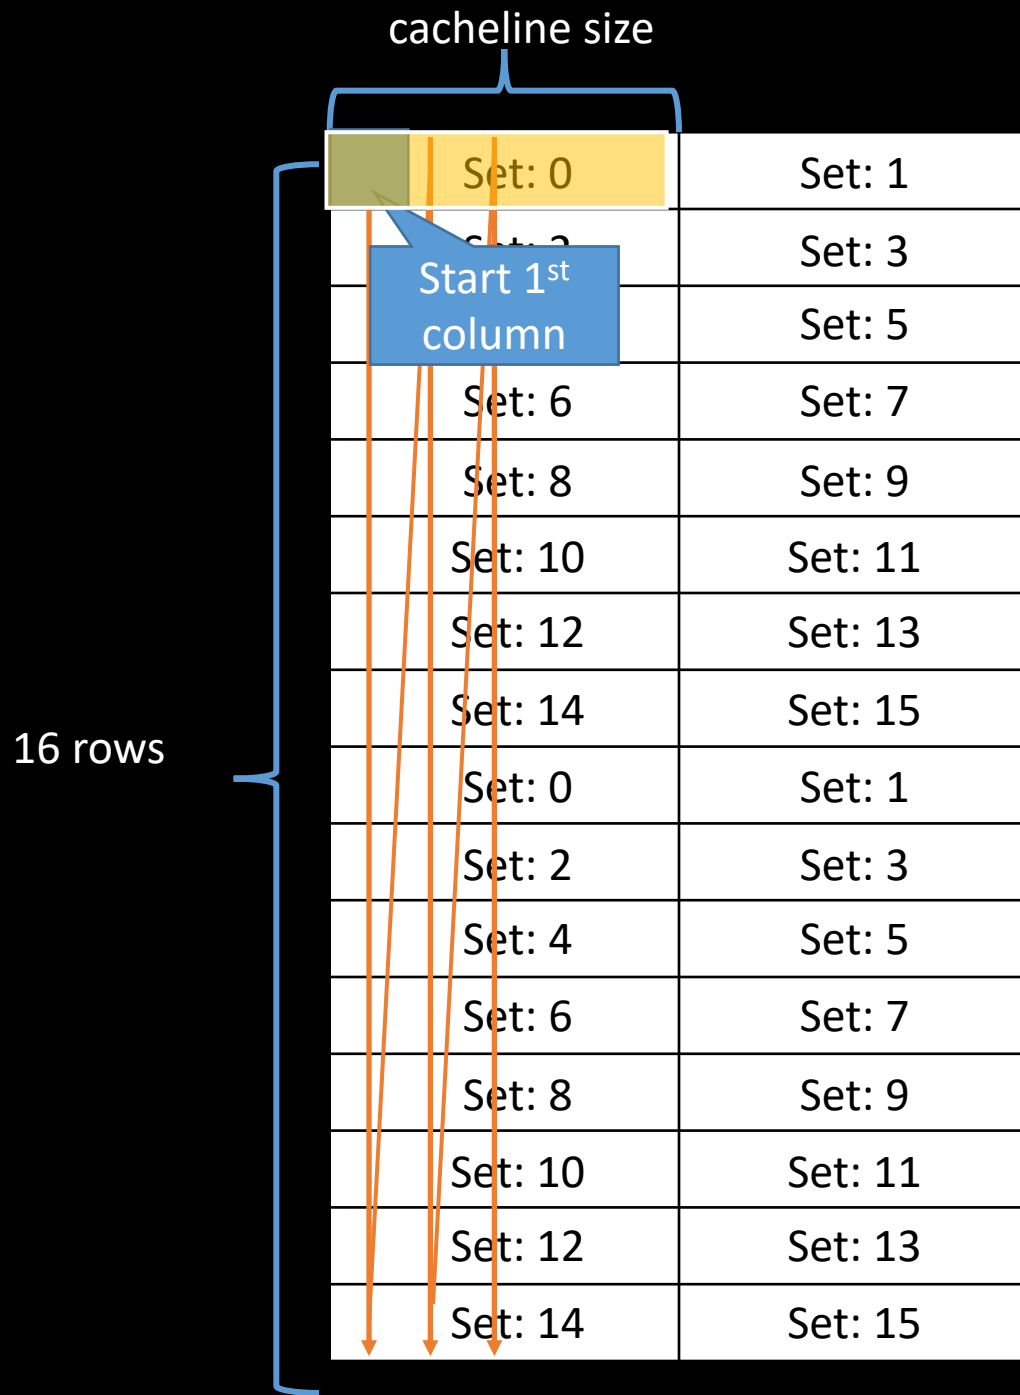 cacheline size
Set: 0 Set: 1
Set: 3
Start 1st
column
Set: 5
Set: 6 Set: 7
Set: 8 Set: 9
Set: 10 Set: 11
Set: 12 Set: 13
Set: 14 Set: 15
16 rows
Set: 0 Set: 1
Set: 2 Set: 3
Set: 4 Set: 5
Set: 6 Set: 7
Set: 8 Set: 9
Set: 10 Set: 11
Set: 12 Set: 13
Set: 14 Set: 15